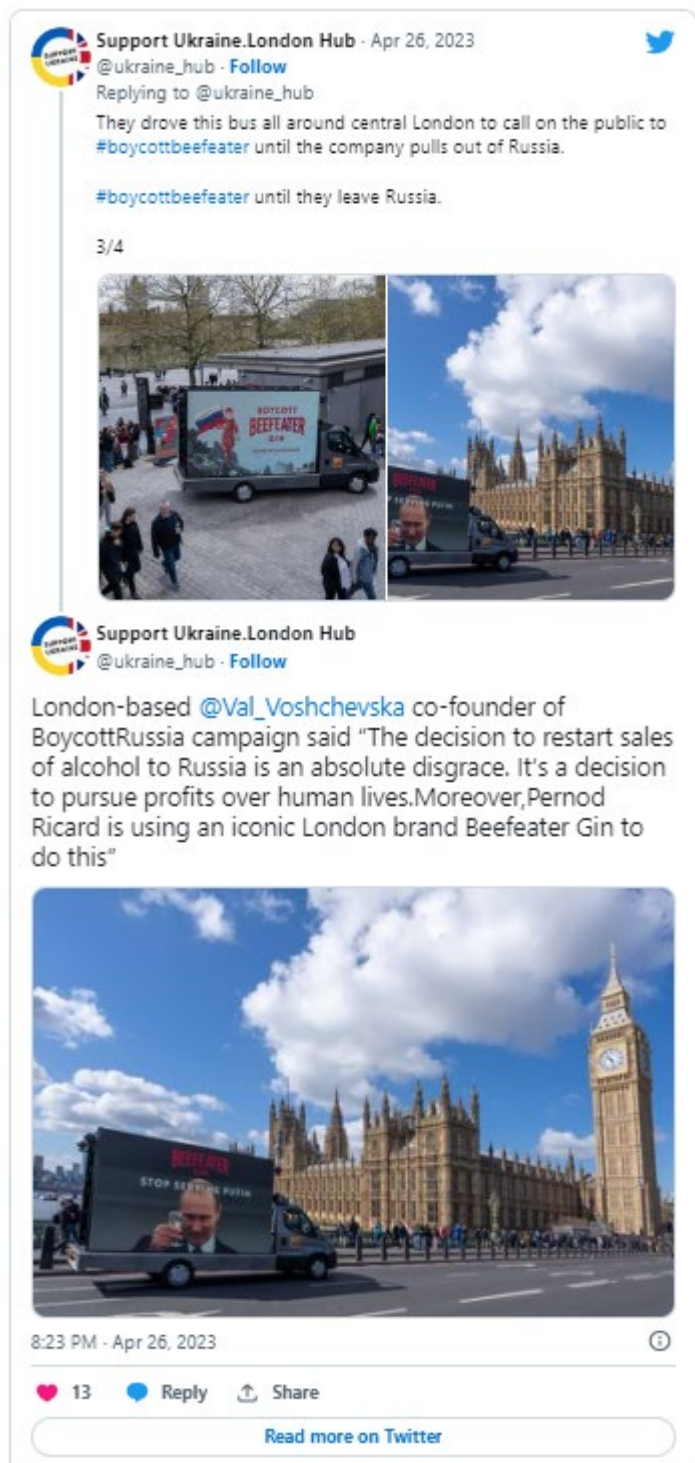 Support Ukraine.London Hub · Apr 26, 2023
@ukraine_hub · Follow
Replying to @ukraine_hub
They drove this bus all around central London to call on the public to
#boycottbeefeater until the company pulls out of Russia.
#boycottbeefeater until they leave Russia.
3/4
BOYCOTT
BEEFEATER
GIN
BEEFEATER
Support Ukraine.London Hub
@ukraine_hub · Follow
London-based @Val_Voshchevska co-founder of
BoycottRussia campaign said “The decision to restart sales
of alcohol to Russia is an absolute disgrace. It's a decision
to pursue profits over human lives.Moreover,Pernod
Ricard is using an iconic London brand Beefeater Gin to
do this”
BEEFEATER
STOP SERVING PUTIN
8:23 PM · Apr 26, 2023
13 Reply Share
Read more on Twitter